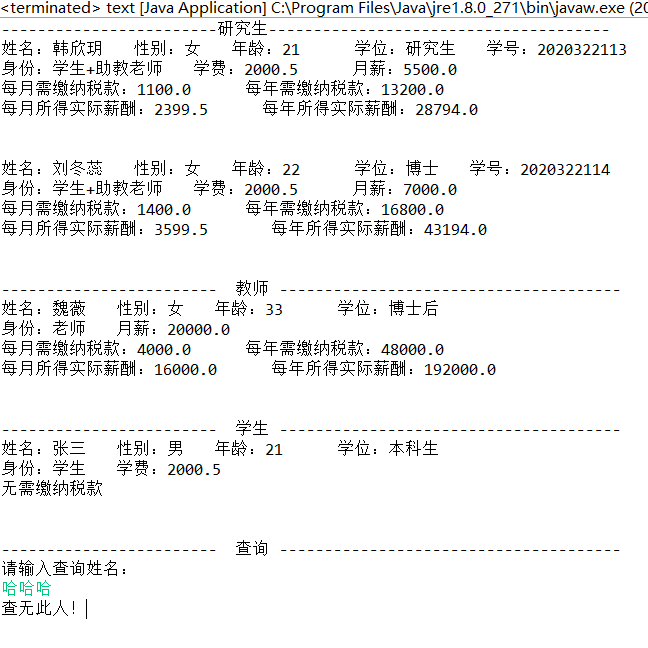 <terminated> text [Java Application] C:\Program Files\Java\jre1.8.0_271\bin\javaw.exe (20
------------------------研究生--------------------------------------
姓名：韩欣玥 性别：女 年龄：21 学位：研究生 学号：2020322113
身份：学生+助教老师 学费：2000.5 月薪：5500.0
每月需缴纳税款：1100.0 每年需缴纳税款：13200.0
每月所得实际薪酬：2399.5 每年所得实际薪酬：28794.0
姓名：刘冬蕊 性别：女 年龄：22 学位：博士 学号：2020322114
身份：学生+助教老师 学费：2000.5 月薪：7000.0
每月需缴纳税款：1400.0 每年需缴纳税款：16800.0
每月所得实际薪酬：3599.5 每年所得实际薪酬：43194.0
------------------------ 教师 --------------------------------------
姓名：魏薇 性别：女 年龄：33 学位：博士后
身份：老师 月薪：20000.0
每月需缴纳税款：4000.0 每年需缴纳税款：48000.0
每月所得实际薪酬：16000.0 每年所得实际薪酬：192000.0
------------------------ 学生 --------------------------------------
姓名：张三 性别：男 年龄：21 学位：本科生
身份：学生 学费：2000.5
无需缴纳税款
------------------------ 查询 --------------------------------------
请输入查询姓名：
哈哈哈
查无此人！